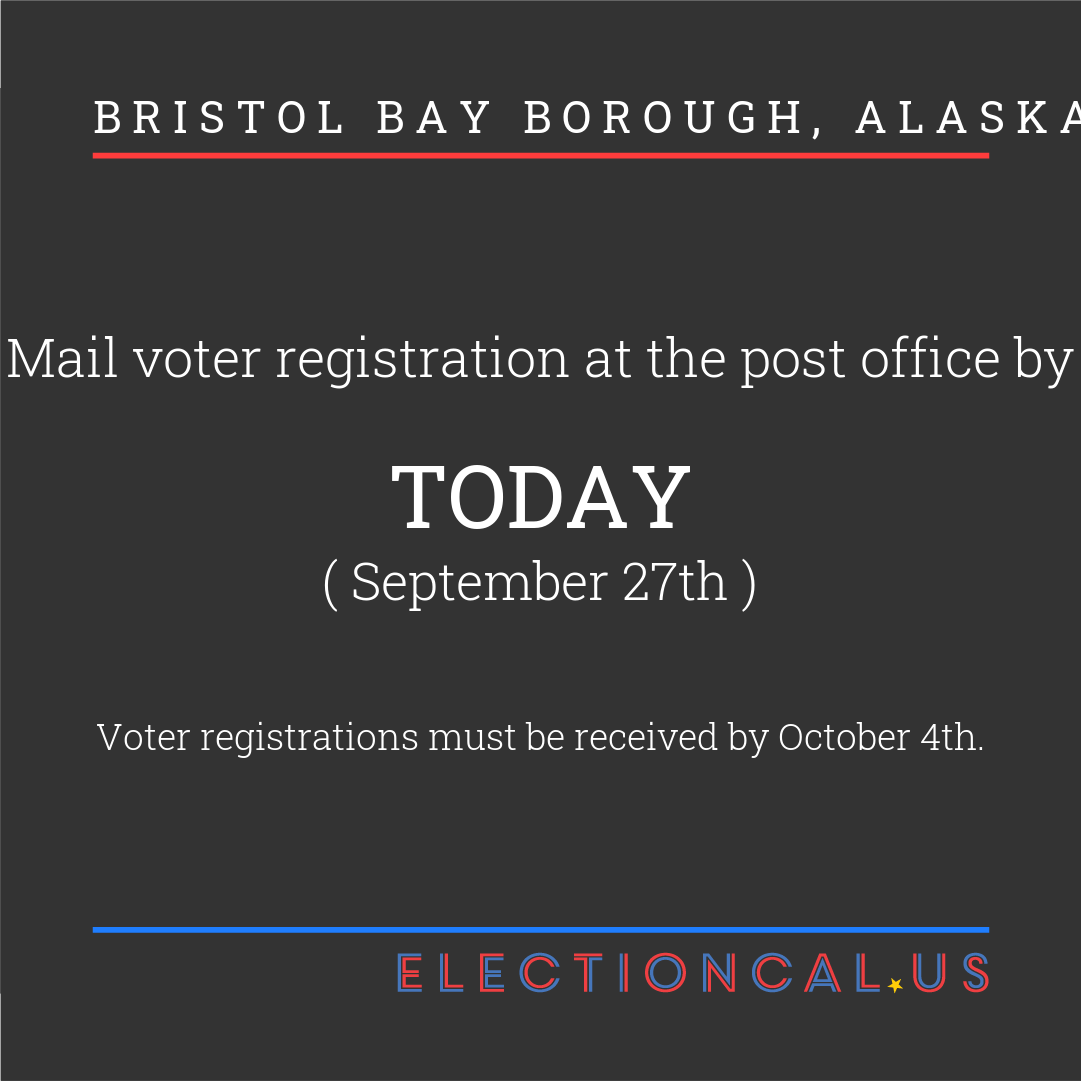 BRISTOL BAY BOROUGH, ALASKA
Mail voter registration at the post office by
TODAY
( September 27th )
Voter registrations must be received by October 4th.
ELECTIONCAL.US